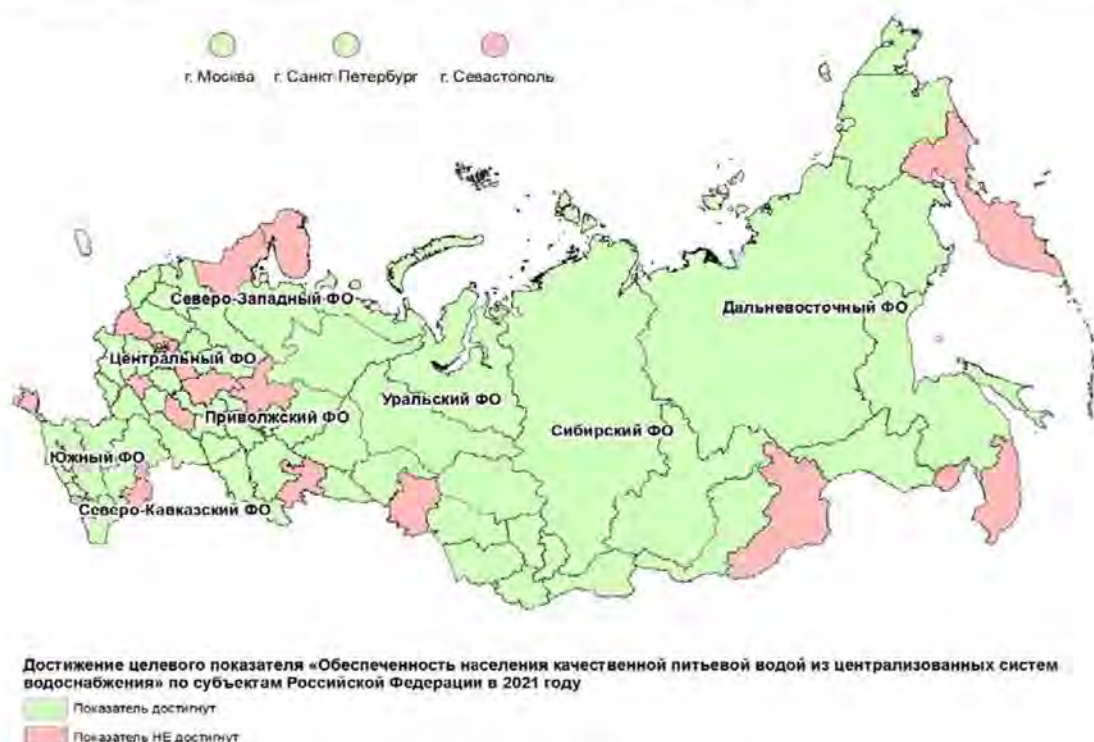 г. Москва г. Санкт-Петербург г. Севастополь
Северо-Западный ФО
Дальневосточный ФО
Центральный ФО
Уральский ФО
Приволжский ФО
Сибирский ФО
Южный ФО
Северо-Кавказский ФО
Достижение целевого показателя «Обеспеченность населения качественной питьевой водой из централизованных систем
водоснабжения» по субъектам Российской Федерации в 2021 году
Показатель достигнут
Показатель НЕ достигнут